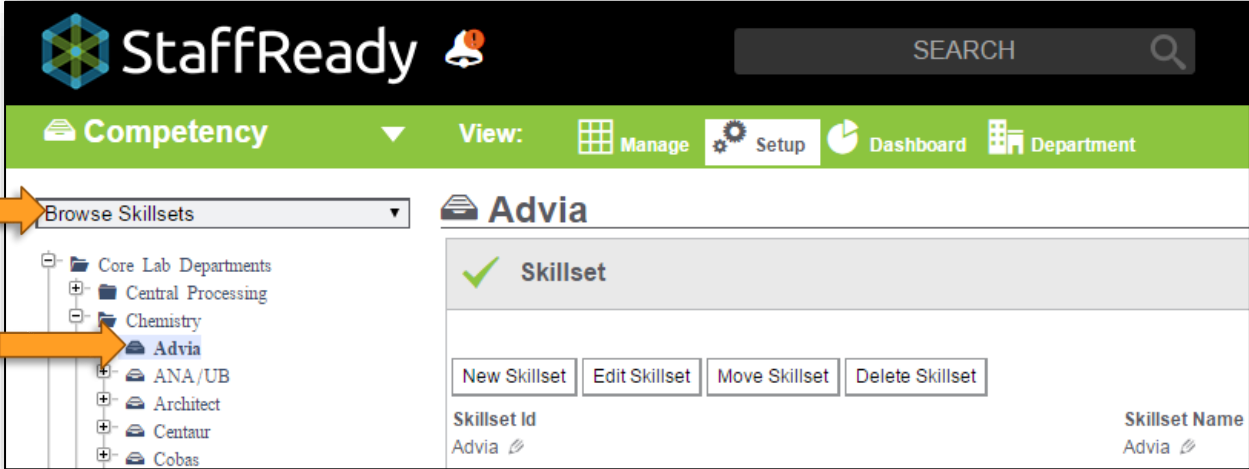 StaffReady
SEARCH
Competency View: Manage Setup Dashboard Department
Browse Skillsets
Advia
Skillset
Core Lab Departments
Central Processing
Chemistry
Advia
ANA/UB
Architect
Centaur
Cobas
New Skillset Edit Skillset Move Skillset Delete Skillset
Skillset Id Skillset Name
Advia Advia